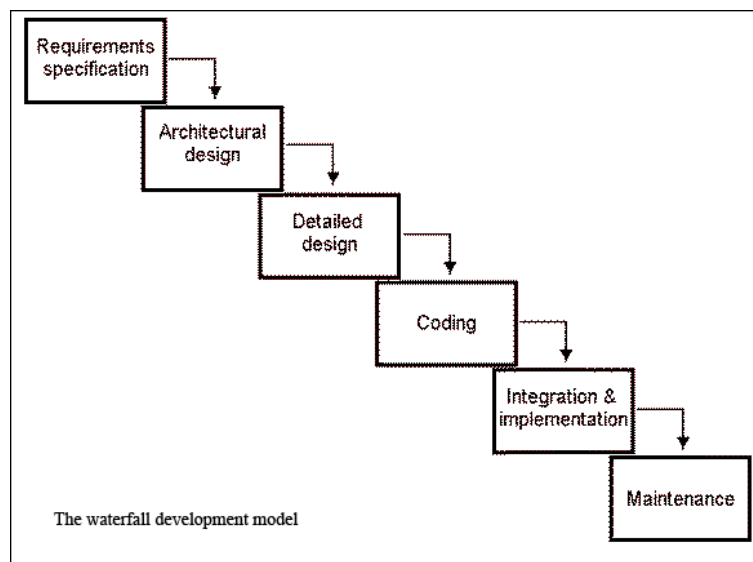 Requirements
specification
Architectural
design
Detailed
design
Coding
Integration &
implementation
Maintenance
The waterfall development model